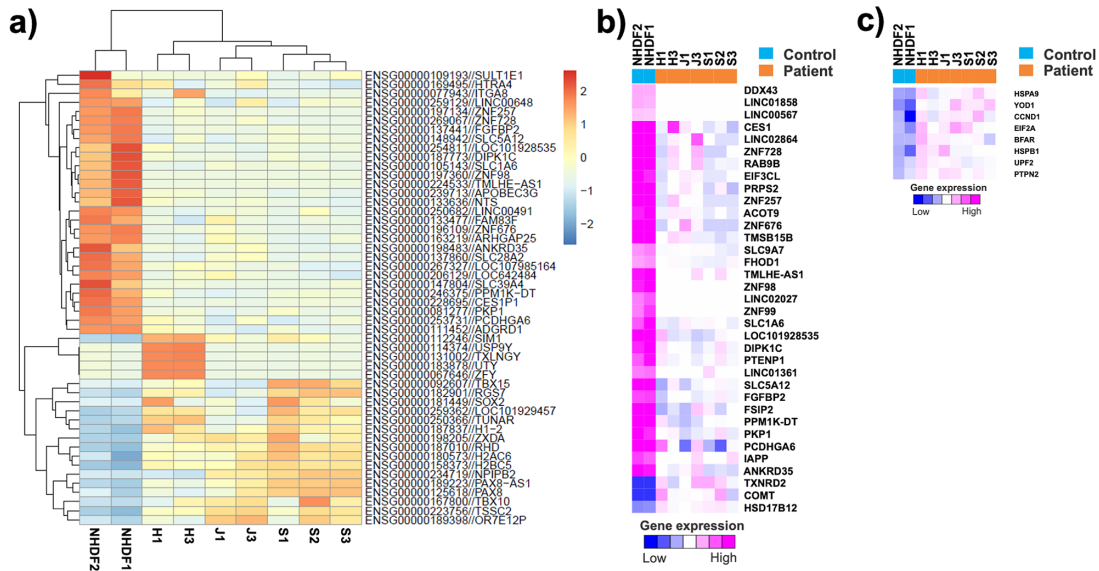 a)
ENSG00000109193//SULT1E1
ENSG00000169495//HTRA4
ENSG00000077943//ITGA8
ENSG00000259129//LINC00648
ENSG00000197134//ZNF257
ENSG00000269067//ZNF728
ENSG00000137441//FGFBP2
ENSG00000148942//SLC5A12
ENSG00000254811//LOC101928535
ENSG00000187773//DIPK1C
ENSG00000105143//SLC1A6
ENSG00000197360//ZNF98
ENSG00000224533//TMLHE−AS1
ENSG00000239713//APOBEC3G
ENSG00000133636//NTS
ENSG00000250682//LINC00491
ENSG00000133477//FAM83F
ENSG00000196109//ZNF676
ENSG00000163219//ARHGAP25
ENSG00000198483//ANKRD35
ENSG00000137860//SLC28A2
ENSG00000267327//LOC107985164
ENSG00000206129//LOC642484
ENSG00000147804//SLC39A4
ENSG00000246375//PPM1K−DT
ENSG00000228695//CES1P1
ENSG00000081277//PKP1
ENSG00000253731//PCDHGA6
ENSG00000111452//ADGRD1
ENSG00000112246//SIM1
ENSG00000114374//USP9Y
ENSG00000131002//TXLNGY
ENSG00000183878//UTY
ENSG00000067646//ZFY
ENSG00000092607//TBX15
ENSG00000182901//RGS7
ENSG00000181449//SOX2
ENSG00000259362//LOC101929457
ENSG00000250366//TUNAR
ENSG00000187837//H1−2
ENSG00000198205//ZXDA
ENSG00000187010//RHD
ENSG00000180573//H2AC6
ENSG00000158373//H2BC5
ENSG00000234719//NPIPB2
ENSG00000189223//PAX8−AS1
ENSG00000125618//PAX8
ENSG00000167800//TBX10
ENSG00000223756//TSSC2
ENSG00000189398//OR7E12P
NHDF2 NHDF1 H1 H3 J1 J3 S1 S2 S3
2
1
0
−1
−2
b)
NHDF2 NHDF1 H1 H3 J1 J3 S1 S2 S3
Control
Patient
DDX43
LINC01858
LINC00567
CES1
LINC02864
ZNF728
RAB9B
EIF3CL
PRPS2
ZNF257
ACOT9
ZNF676
TMSB15B
SLC9A7
FHOD1
TMLHE-AS1
ZNF98
LINC02027
ZNF99
SLC1A6
LOC101928535
DIPK1C
PTENP1
LINC01361
SLC5A12
FGFBP2
FSIP2
PPM1K-DT
PKP1
PCDHGA6
IAPP
ANKRD35
TXNRD2
COMT
HSD17B12
Gene expression
Low High
c)
NHDF2 NHDF1 H1 H3 J1 J3 S1 S2 S3
Control
Patient
HSPA9
YOD1
CCND1
EIF2A
BFAR
HSPB1
UPF2
PTPN2
Gene expression
Low High